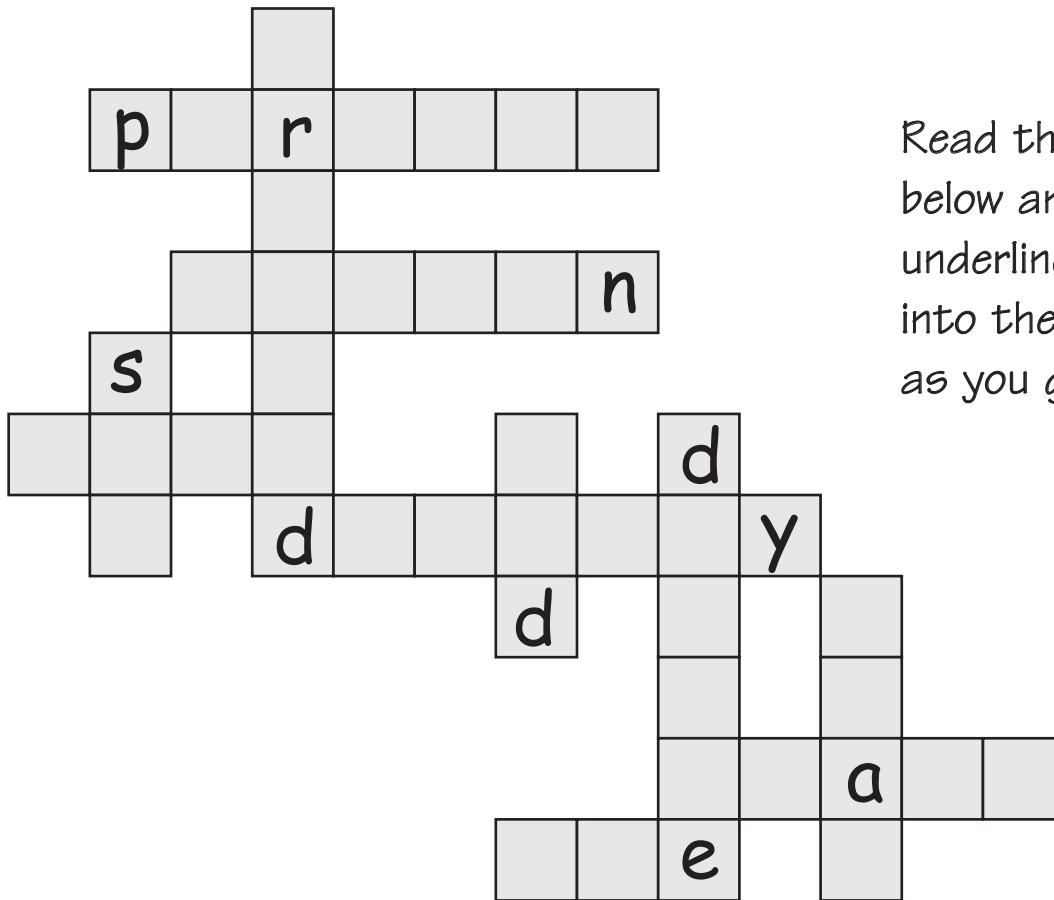 p r
n
s
d
d y
d
a
e
Read th
below ar
underlin
into the
as you g